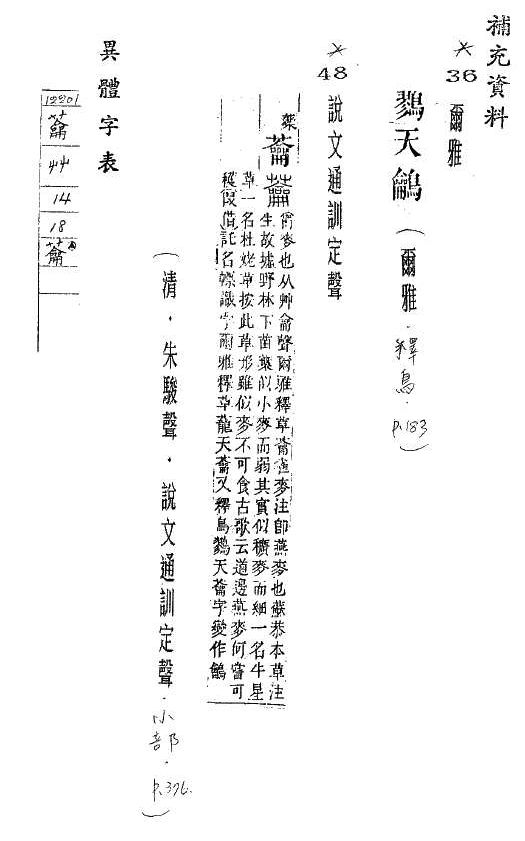 補充資料
36 爾雅
鷚天鸙（爾雅．釋鳥．p.183）
48 說文通訓定聲
爵麥也从艸龠聲爾雅釋草蘥雀麥注卽燕麥也蘇恭本草注
生故墟野林下苗葉似小麥而弱其實似穬麥而細一名牛星
草一名杜姥草按此草形雖似麥不可食古歌云道邊燕麥何嘗可
穫假借託名幖識字爾雅釋草蘢天蘥又釋鳥鷚天蘥字變作鸙
（清．朱駿聲．說文通訓定聲．小部．p.376.）
異體字表
12201
蘥
艸
14
18
蘥